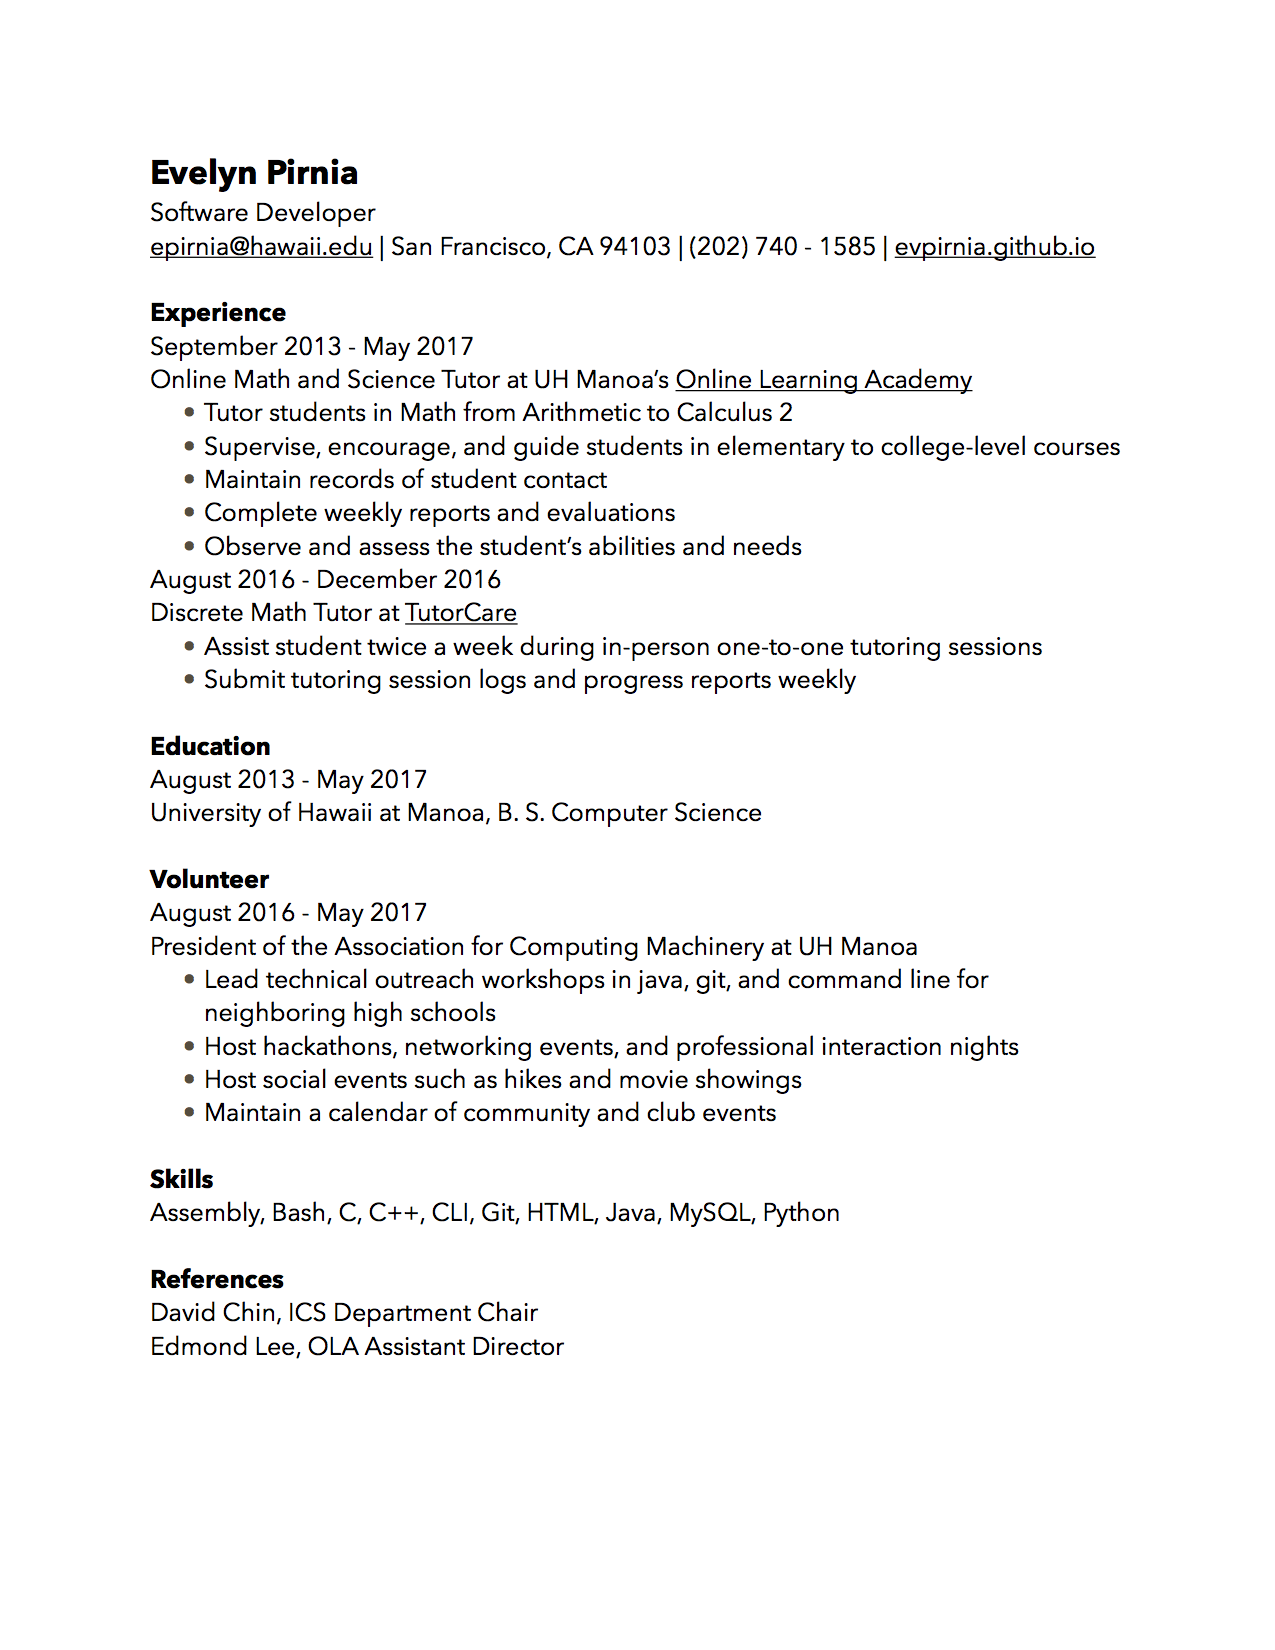 Evelyn Pirnia
Software Developer
epirnia@hawaii.edu | San Francisco, CA 94103 | (202) 740 - 1585 | evpirnia.github.io
Experience
September 2013 - May 2017
Online Math and Science Tutor at UH Manoa’s Online Learning Academy
• Tutor students in Math from Arithmetic to Calculus 2
• Supervise, encourage, and guide students in elementary to college-level courses
• Maintain records of student contact
• Complete weekly reports and evaluations
• Observe and assess the student’s abilities and needs
August 2016 - December 2016
Discrete Math Tutor at TutorCare
• Assist student twice a week during in-person one-to-one tutoring sessions
• Submit tutoring session logs and progress reports weekly
Education
August 2013 - May 2017
University of Hawaii at Manoa, B. S. Computer Science
Volunteer
August 2016 - May 2017
President of the Association for Computing Machinery at UH Manoa
• Lead technical outreach workshops in java, git, and command line for
neighboring high schools
• Host hackathons, networking events, and professional interaction nights
• Host social events such as hikes and movie showings
• Maintain a calendar of community and club events
Skills
Assembly, Bash, C, C++, CLI, Git, HTML, Java, MySQL, Python
References
David Chin, ICS Department Chair
Edmond Lee, OLA Assistant Director